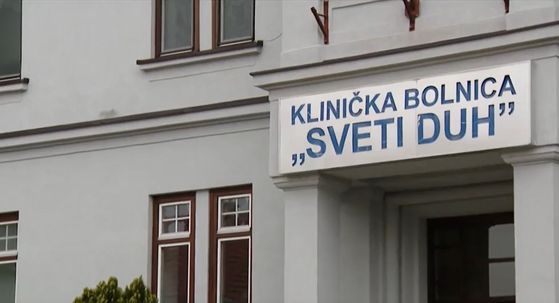 KLINIČKA BOLNICA
„SVETI DUH”